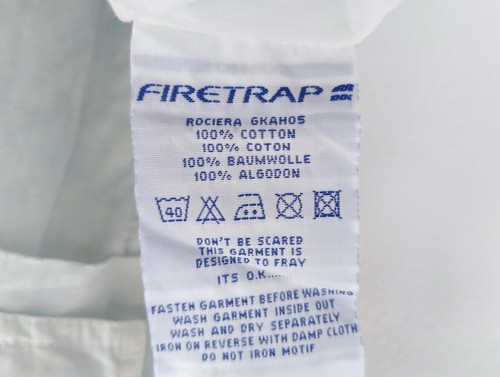 FIRETRAP
ROCIERA GKAH05
100% COTTON
100% COTON
100% BAUMWOLLE
100% ALGODON
40
DON'T BE SCARED
THIS GARMENT IS
DESIGNED TO FRAY
ITS O.K.....
FASTEN GARMENT BEFORE WASHING
WASH GARMENT INSIDE OUT
WASH AND DRY SEPARATELY
IRON ON REVERSE WITH DAMP CLOTH
DO NOT IRON MOTIF